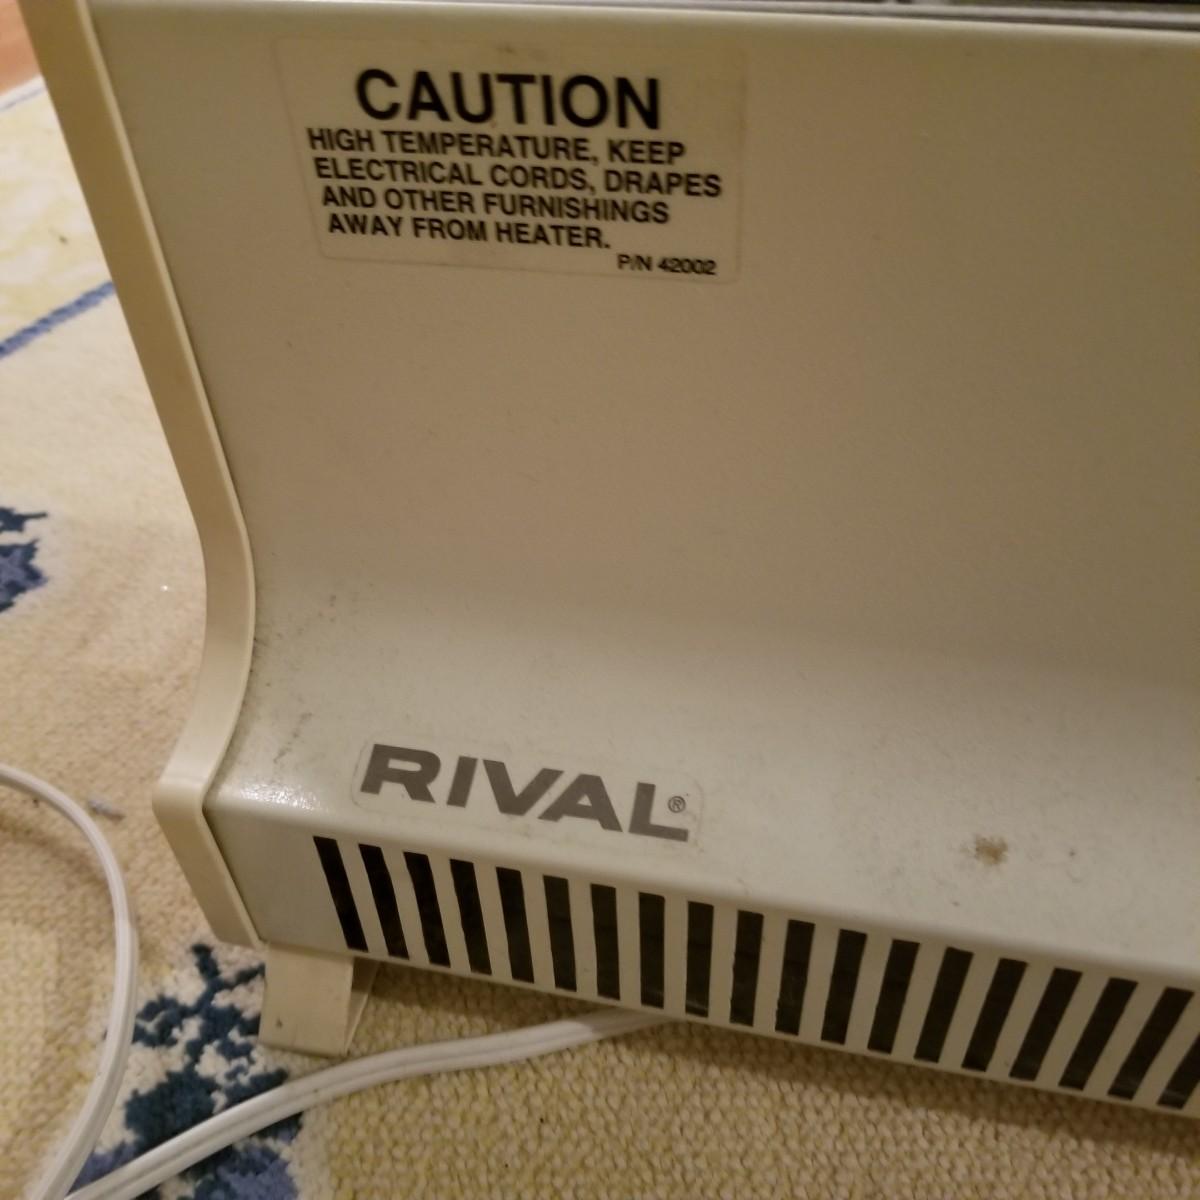 CAUTION
HIGH TEMPERATURE, KEEP
ELECTRICAL CORDS, DRAPES
AND OTHER FURNISHINGS
AWAY FROM HEATER.
P/N 42002
RIVAL®